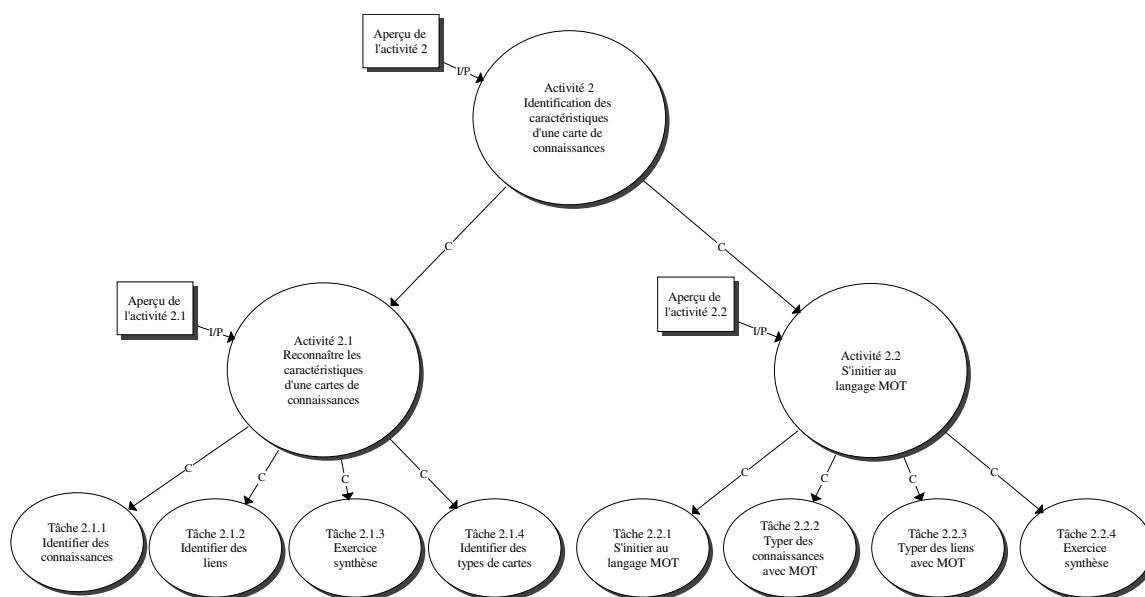 Aperçu de
l'activité 2
I/P
Activité 2
Identification des
caractéristiques
d'une carte de
connaissances
C
C
Aperçu de
l'activité 2.1
I/P
Activité 2.1
Reconnaître les
caractéristiques
d'une cartes de
connaissances
Aperçu de
l'activité 2.2
I/P
Activité 2.2
S'initier au
langage MOT
C
C
C
C
C
C
C
C
Tâche 2.1.1
Identifier des
connaissances
Tâche 2.1.2
Identifier des
liens
Tâche 2.1.3
Exercice
synthèse
Tâche 2.1.4
Identifier des
types de cartes
Tâche 2.2.1
S'initier au
langage MOT
Tâche 2.2.2
Typer des
connaissances
avec MOT
Tâche 2.2.3
Typer des liens
avec MOT
Tâche 2.2.4
Exercice
synthèse